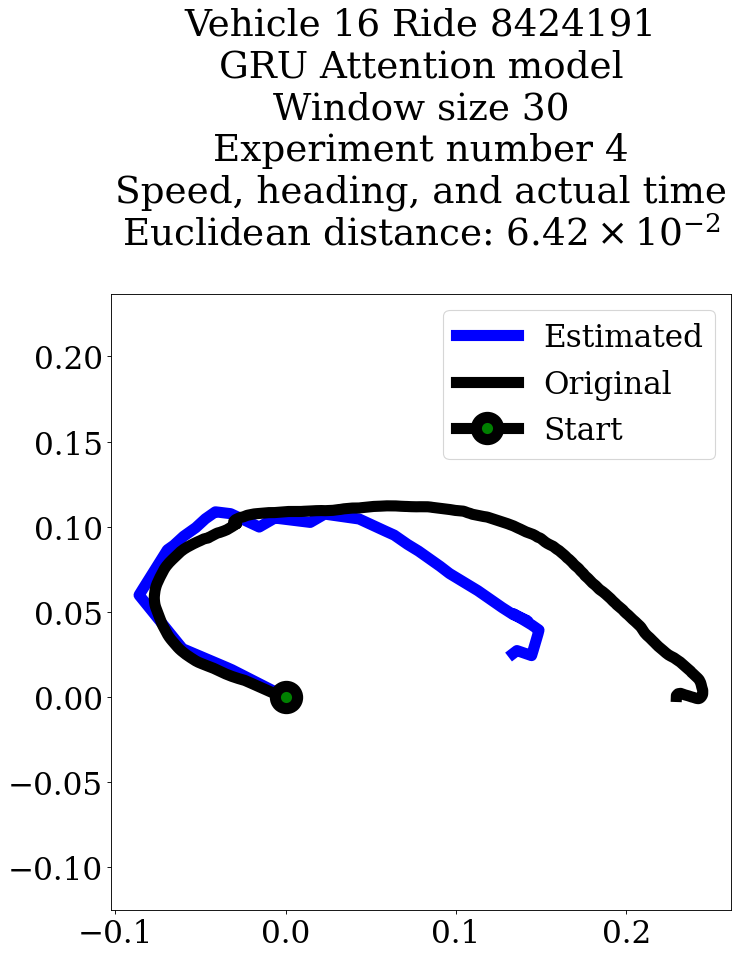 Vehicle 16 Ride 8424191
GRU Attention model
Window size 30
Experiment number 4
Speed, heading, and actual time
Euclidean distance: 6.42 × 10⁻²
Estimated
Original
Start
0.20
0.15
0.10
0.05
0.00
−0.05
−0.10
−0.1
0.0
0.1
0.2